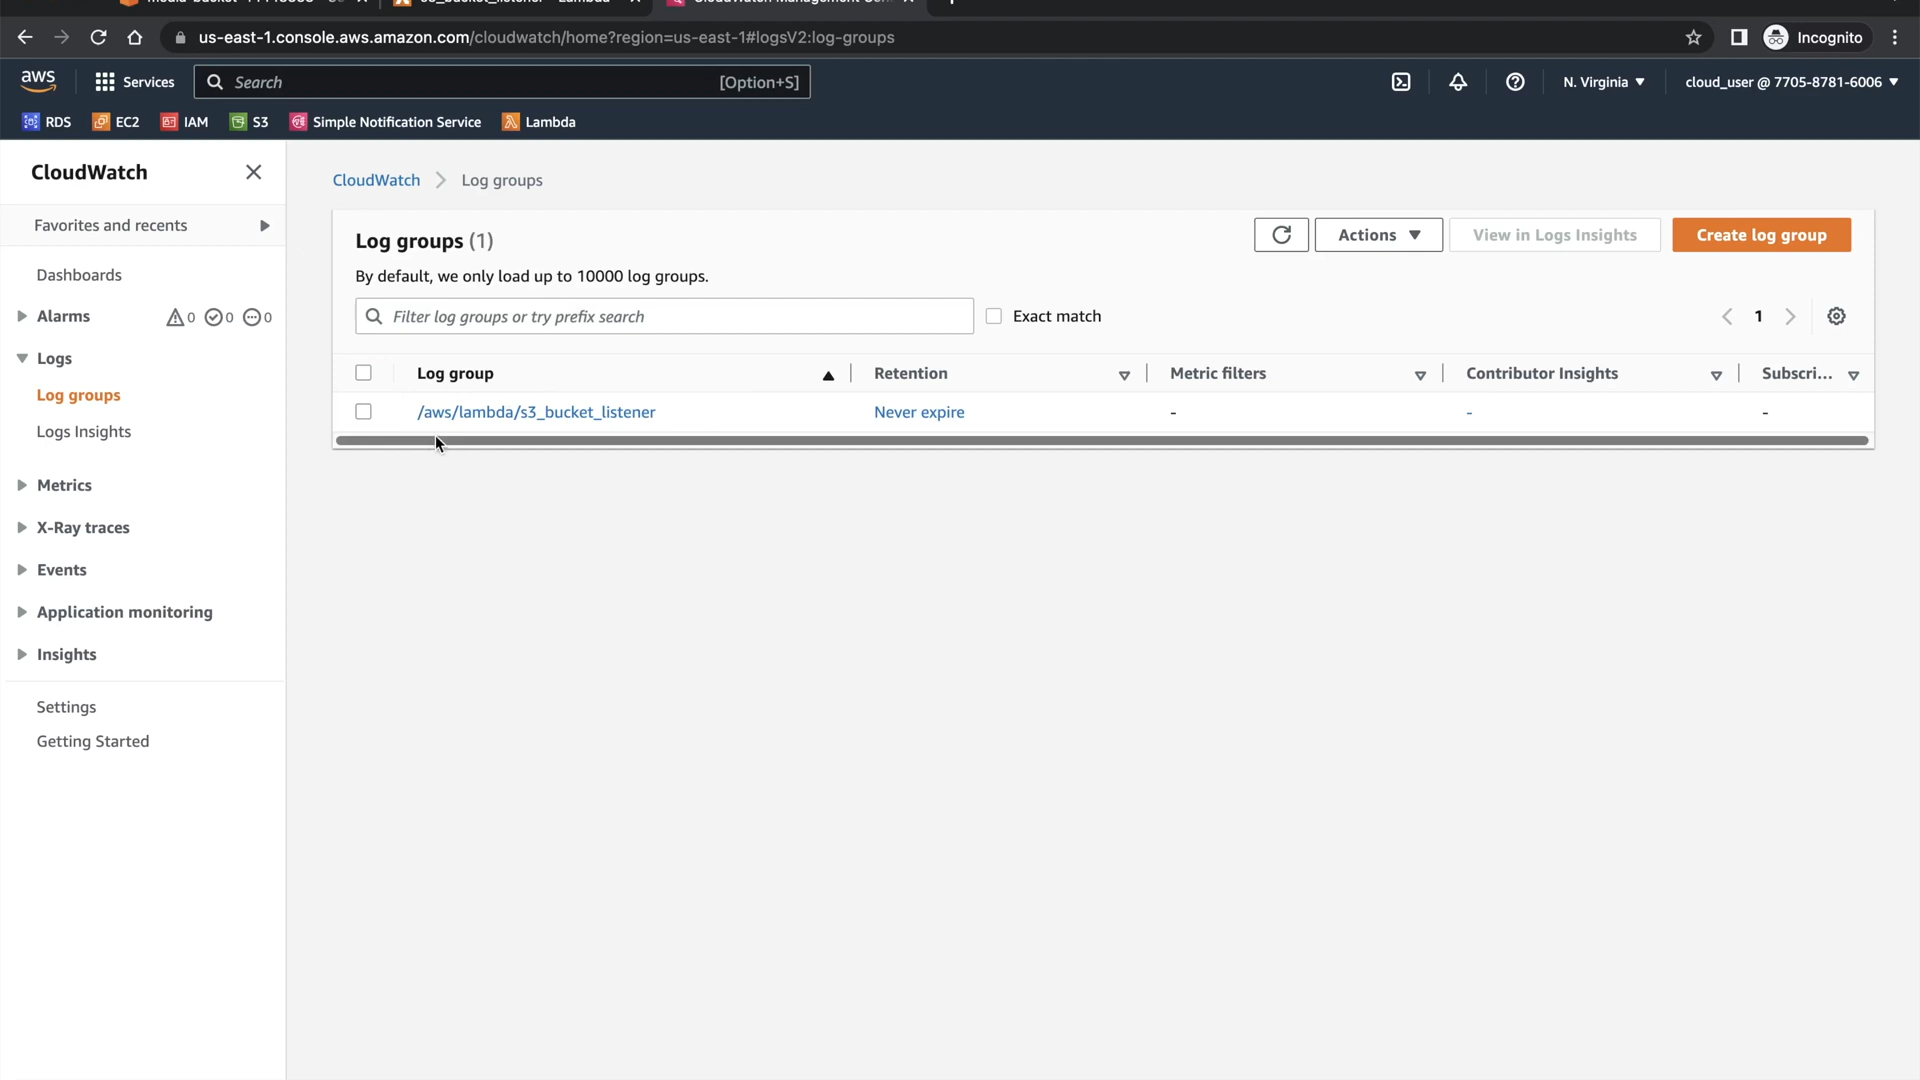 us-east-1.console.aws.amazon.com/cloudwatch/home?region=us-east-1#logsV2:log-groups
Incognito
aws
Services
Search
[Option+S]
N. Virginia
cloud_user @ 7705-8781-6006
RDS
EC2
IAM
S3
Simple Notification Service
Lambda
CloudWatch
Favorites and recents
Dashboards
Alarms
0
0
0
Logs
Log groups
Logs Insights
Metrics
X-Ray traces
Events
Application monitoring
Insights
Settings
Getting Started
CloudWatch
Log groups
Log groups (1)
Actions
View in Logs Insights
Create log group
By default, we only load up to 10000 log groups.
Filter log groups or try prefix search
Exact match
1
Log group
Retention
Metric filters
Contributor Insights
Subscri...
/aws/lambda/s3_bucket_listener
Never expire
-
-
-